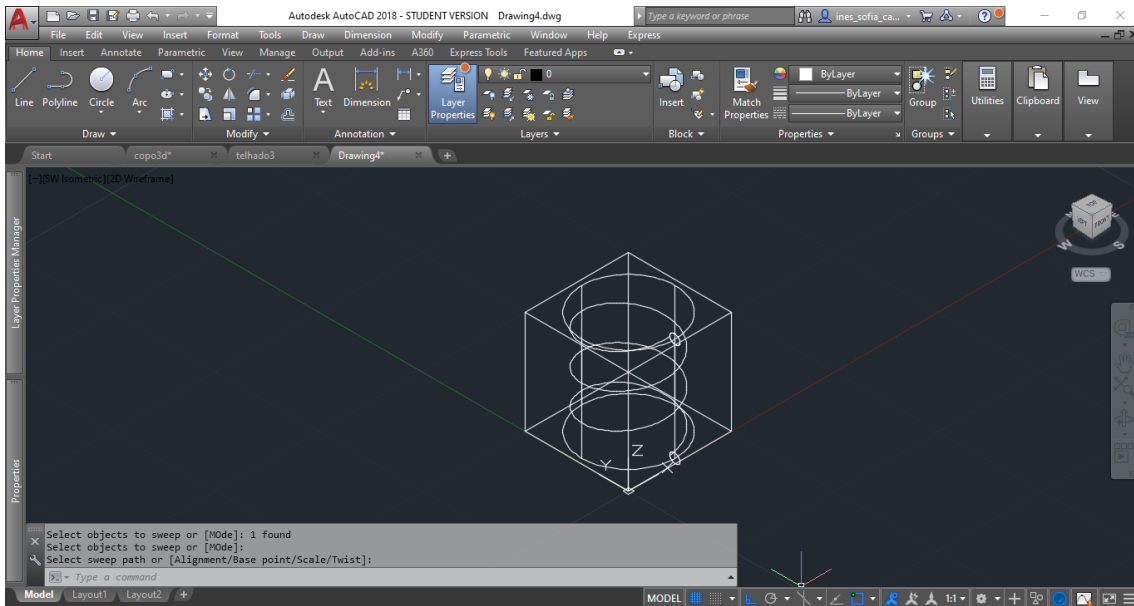 A Autodesk AutoCAD 2018 - STUDENT VERSION Drawing4.dwg Type a keyword or phrase ines_sofia_ca... ?
File Edit View Insert Format Tools Draw Dimension Modify Parametric Window Help Express
Home Insert Annotate Parametric View Manage Output Add-ins A360 Express Tools Featured Apps
0 ByLayer
ByLayer
ByLayer
Line Polyline Circle Arc A Text Dimension Layer Properties Insert Match Properties Group Utilities Clipboard View
Draw Modify Annotation Layers Block Properties Groups
Start copo3d* telhado3 Drawing4*
[−][SW Isometric][2D Wireframe]
TOP
LEFT FRONT
W S
WCS
Layer Properties Manager
Properties
Z
Y X
Select objects to sweep or [MOde]: 1 found
Select objects to sweep or [MOde]:
Select sweep path or [Alignment/Base point/Scale/Twist]:
Type a command
Model Layout1 Layout2 + MODEL 1:1